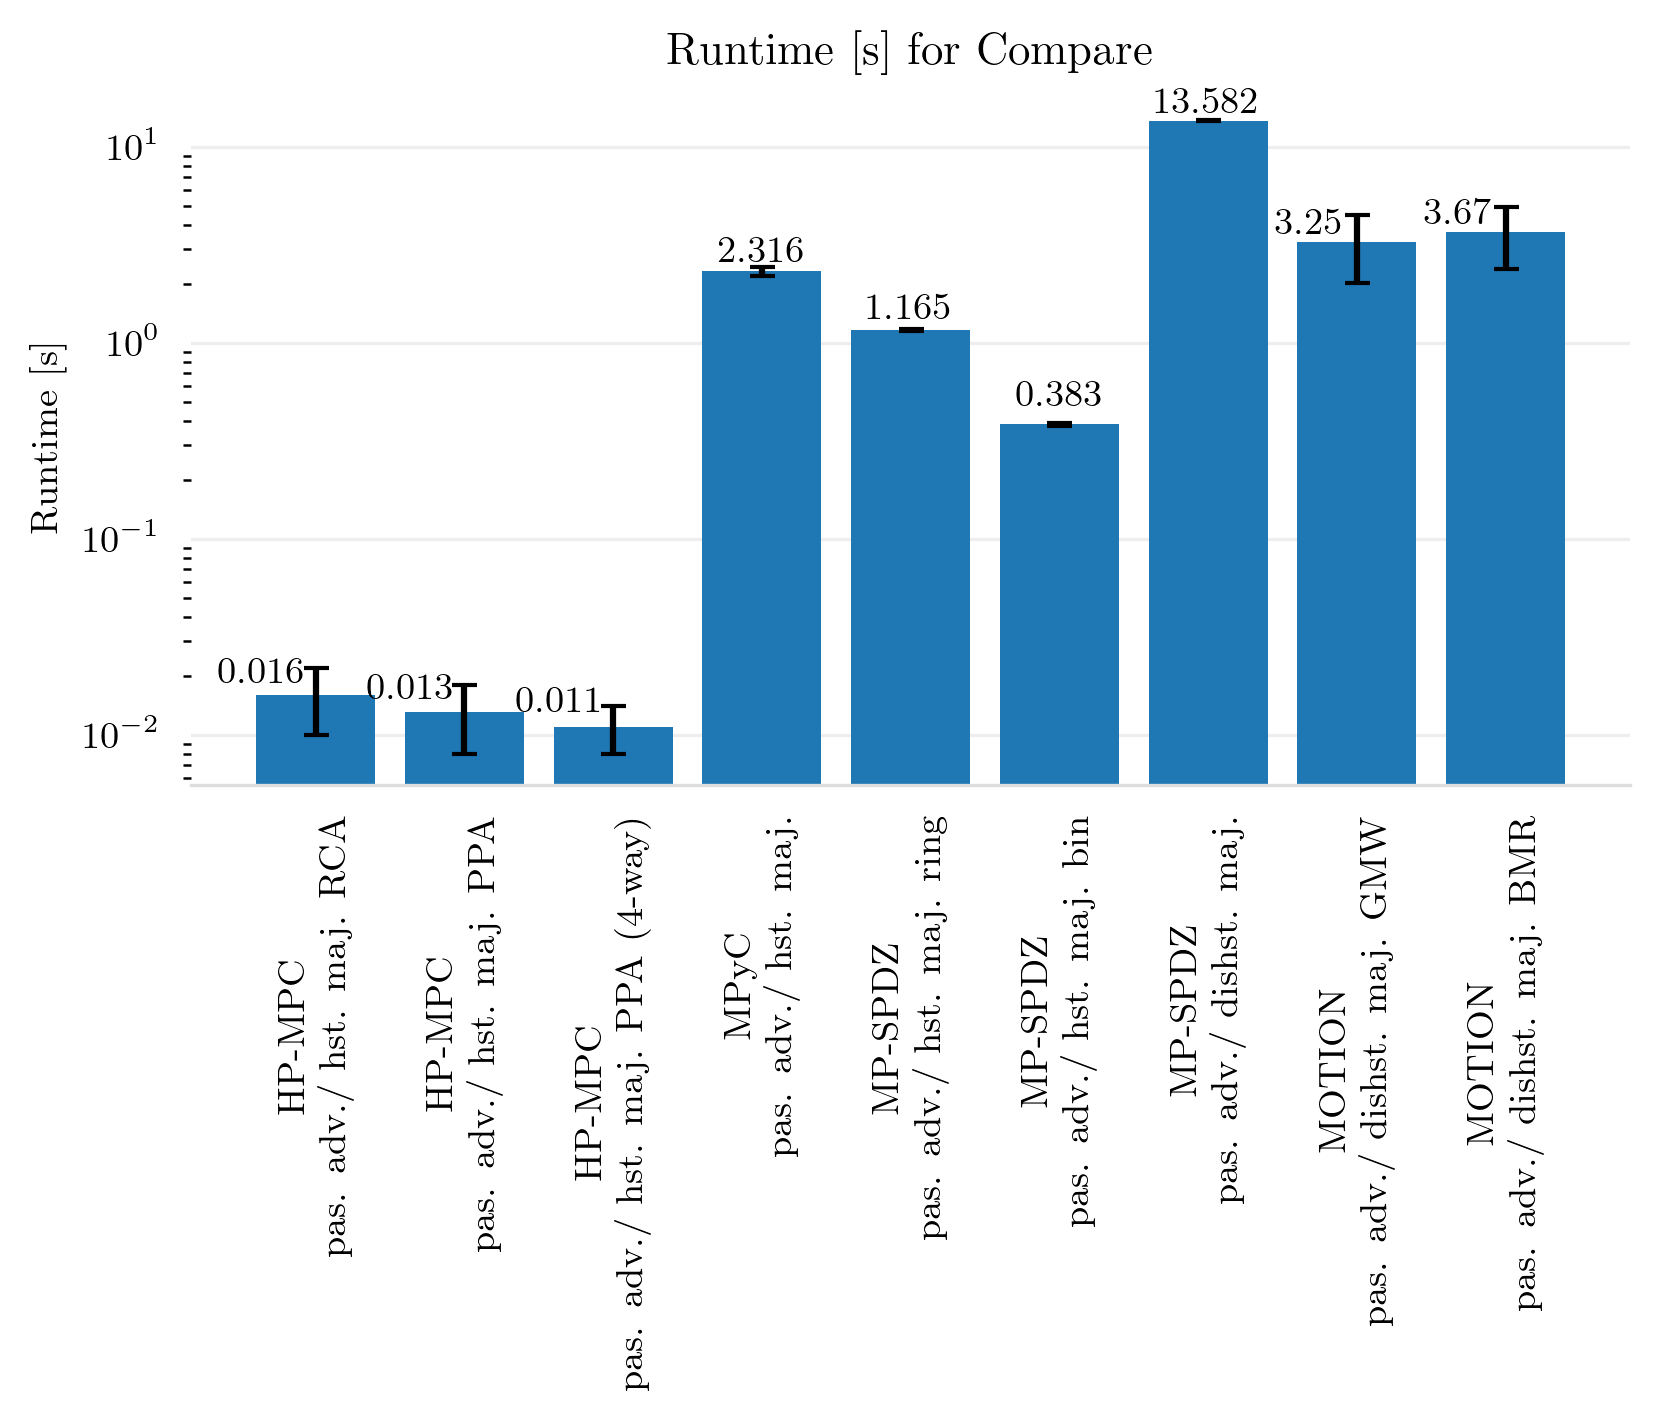 Runtime [s] for Compare
Runtime [s]
10¹
10⁰
10⁻¹
10⁻²
0.016
0.013
0.011
2.316
1.165
0.383
13.582
3.25
3.67
HP-MPC
pas. adv./ hst. maj. RCA
HP-MPC
pas. adv./ hst. maj. PPA
HP-MPC
pas. adv./ hst. maj. PPA (4-way)
MPyC
pas. adv./ hst. maj.
MP-SPDZ
pas. adv./ hst. maj. ring
MP-SPDZ
pas. adv./ hst. maj. bin
MP-SPDZ
pas. adv./ dishst. maj.
MOTION
pas. adv./ dishst. maj. GMW
MOTION
pas. adv./ dishst. maj. BMR